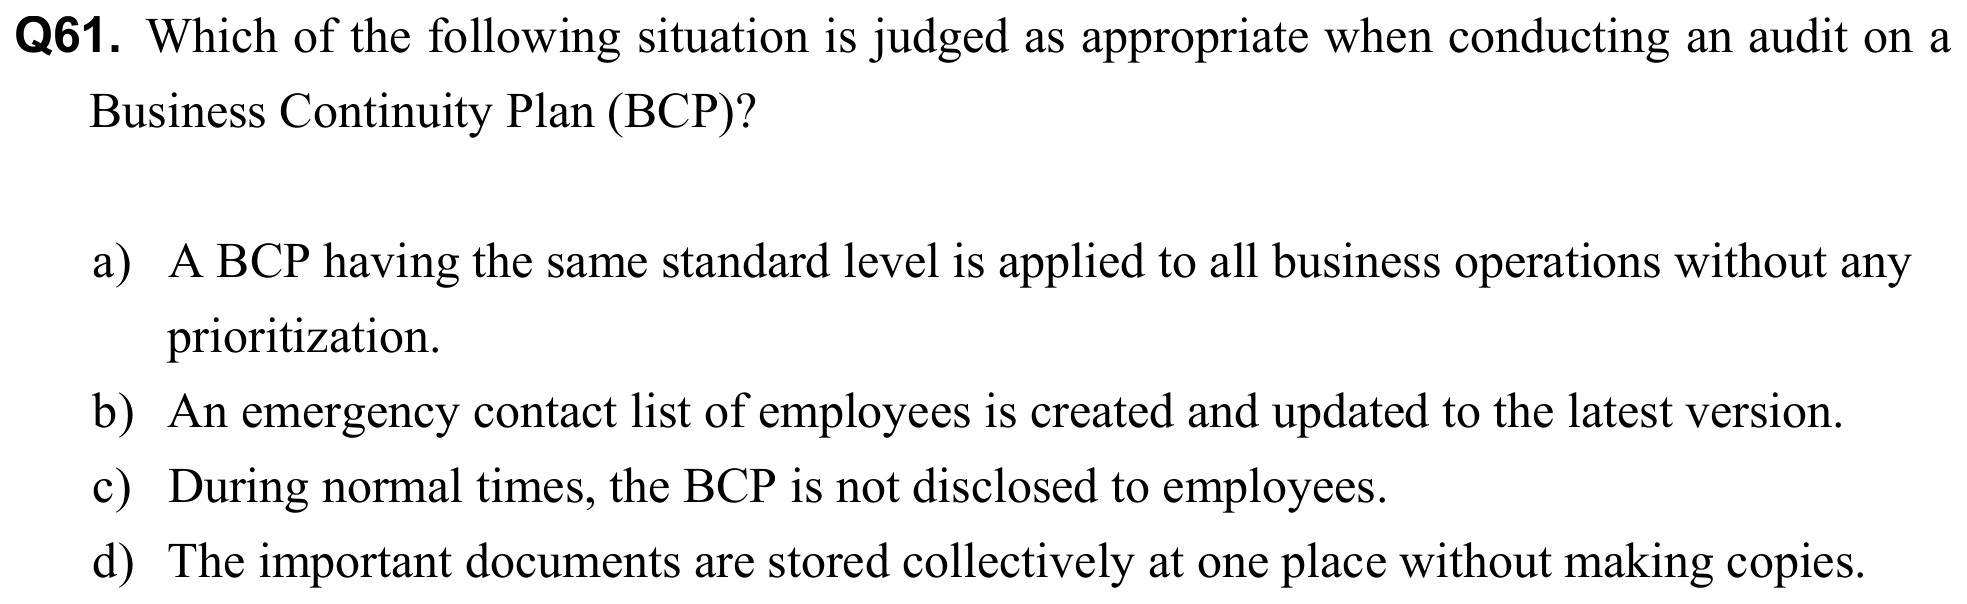 Q61. Which of the following situation is judged as appropriate when conducting an audit on a
Business Continuity Plan (BCP)?
a) A BCP having the same standard level is applied to all business operations without any
prioritization.
b) An emergency contact list of employees is created and updated to the latest version.
c) During normal times, the BCP is not disclosed to employees.
d) The important documents are stored collectively at one place without making copies.